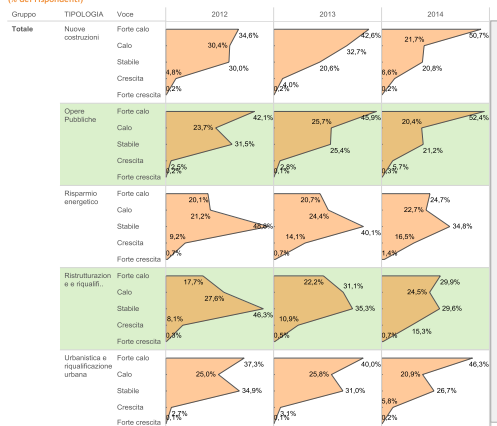 (% dei rispondenti)
Gruppo TIPOLOGIA Voce 2012 2013 2014
Totale Nuove costruzioni Forte calo 34,6% 42,6% 50,7%
Calo 30,4% 32,7% 21,7%
Stabile 30,0% 20,6% 20,8%
Crescita 4,8% 4,0% 6,6%
Forte crescita 0,2% 0,2% 0,2%
Opere Pubbliche Forte calo 42,1% 45,9% 52,4%
Calo 23,7% 25,7% 20,4%
Stabile 31,5% 25,4% 21,2%
Crescita 2,5% 2,8% 5,7%
Forte crescita 0,2% 0,1% 0,3%
Risparmio energetico Forte calo 20,1% 20,7% 24,7%
Calo 21,2% 24,4% 22,7%
Stabile 40,1% 34,8%
Crescita 9,2% 14,1% 16,5%
Forte crescita 0,7% 0,7% 1,4%
Ristrutturazion e e riqualifi.. Forte calo 17,7% 22,2% 29,9%
Calo 27,6% 31,1% 24,5%
Stabile 46,3% 35,3% 29,6%
Crescita 8,1% 10,9% 15,3%
Forte crescita 0,3% 0,5% 0,7%
Urbanistica e riqualificazione urbana Forte calo 37,3% 40,0% 46,3%
Calo 25,0% 25,8% 20,9%
Stabile 34,9% 31,0% 26,7%
Crescita 2,7% 3,1% 5,8%
Forte crescita 0,1% 0,1% 0,2%